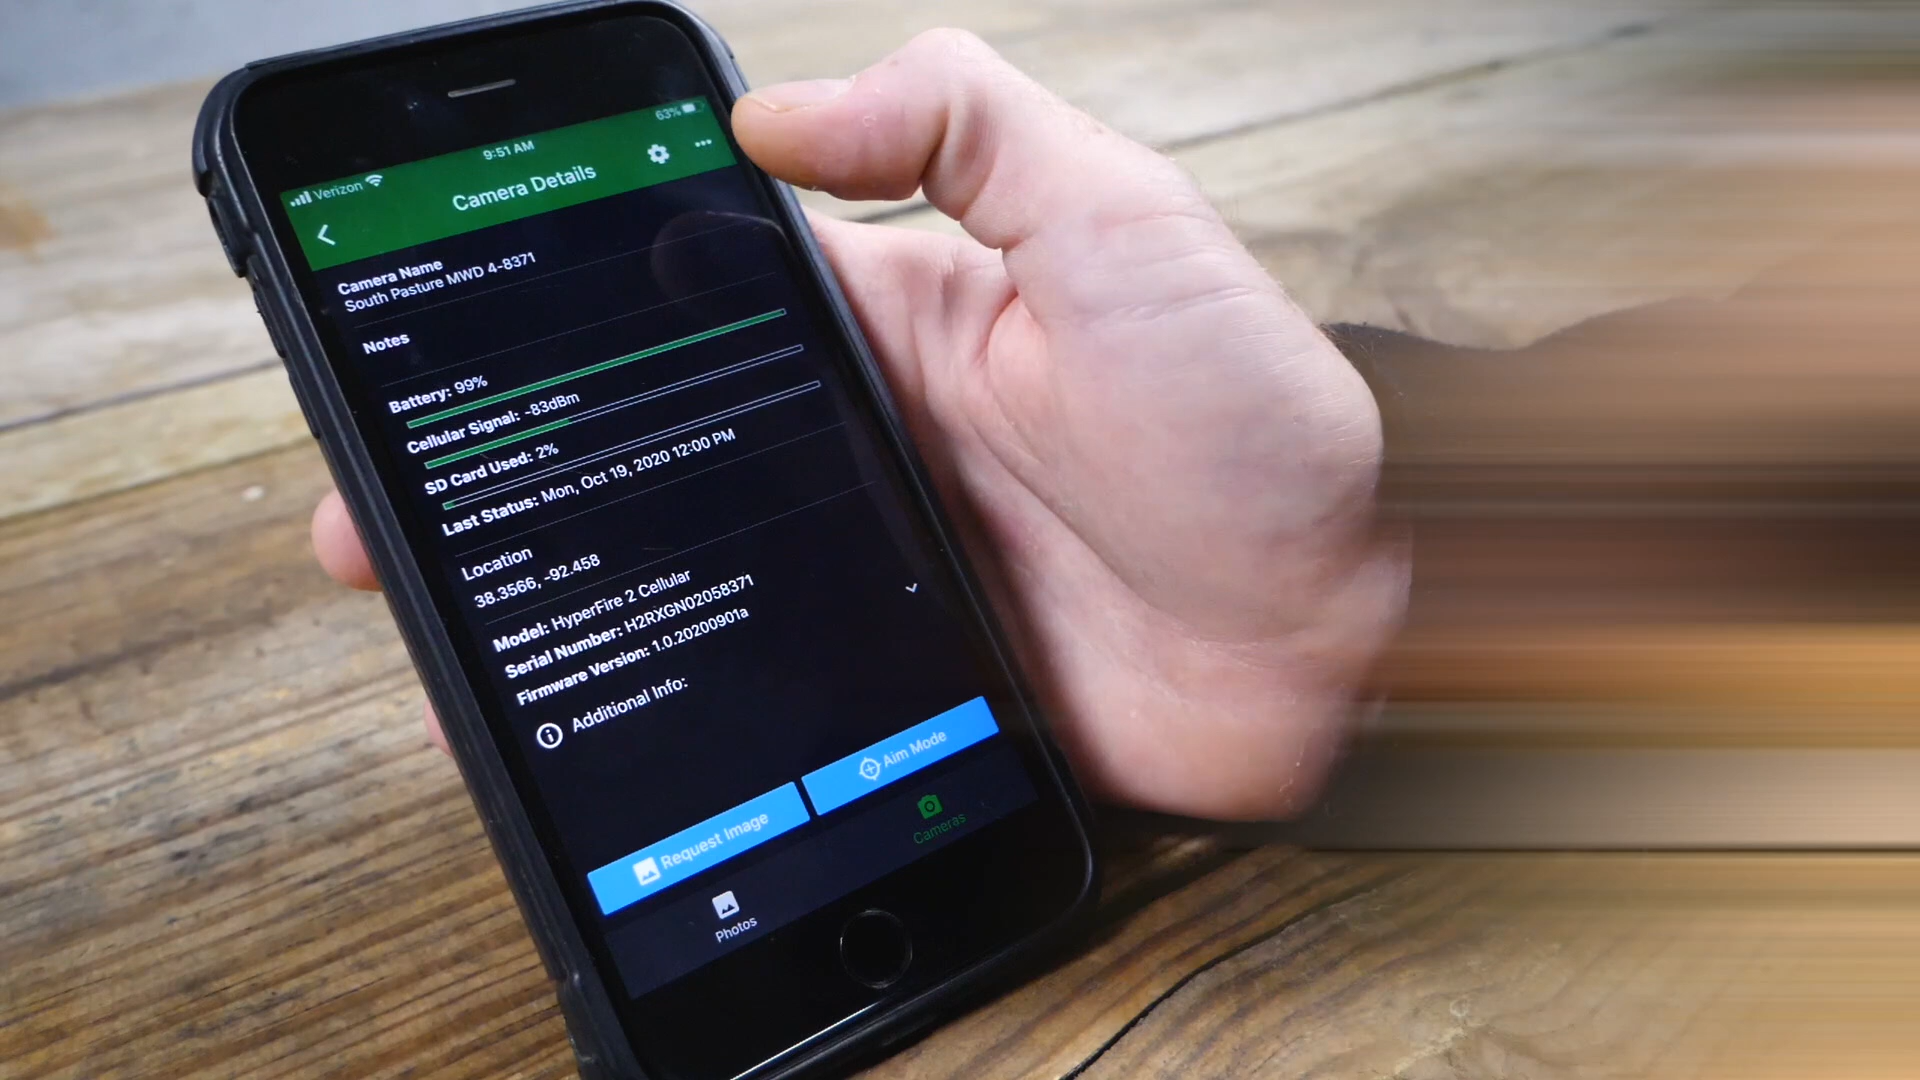 63%
9:51 AM
Verizon
Camera Details
Camera Name
South Pasture MWD 4-8371
Notes
Battery: 99%
Cellular Signal: -83dBm
SD Card Used: 2%
Last Status: Mon, Oct 19, 2020 12:00 PM
Location
38.3566, -92.458
Model: HyperFire 2 Cellular
Serial Number: H2RXGN02058371
Firmware Version: 1.0.20200901a
Additional Info:
Request Image
Aim Mode
Photos
Cameras